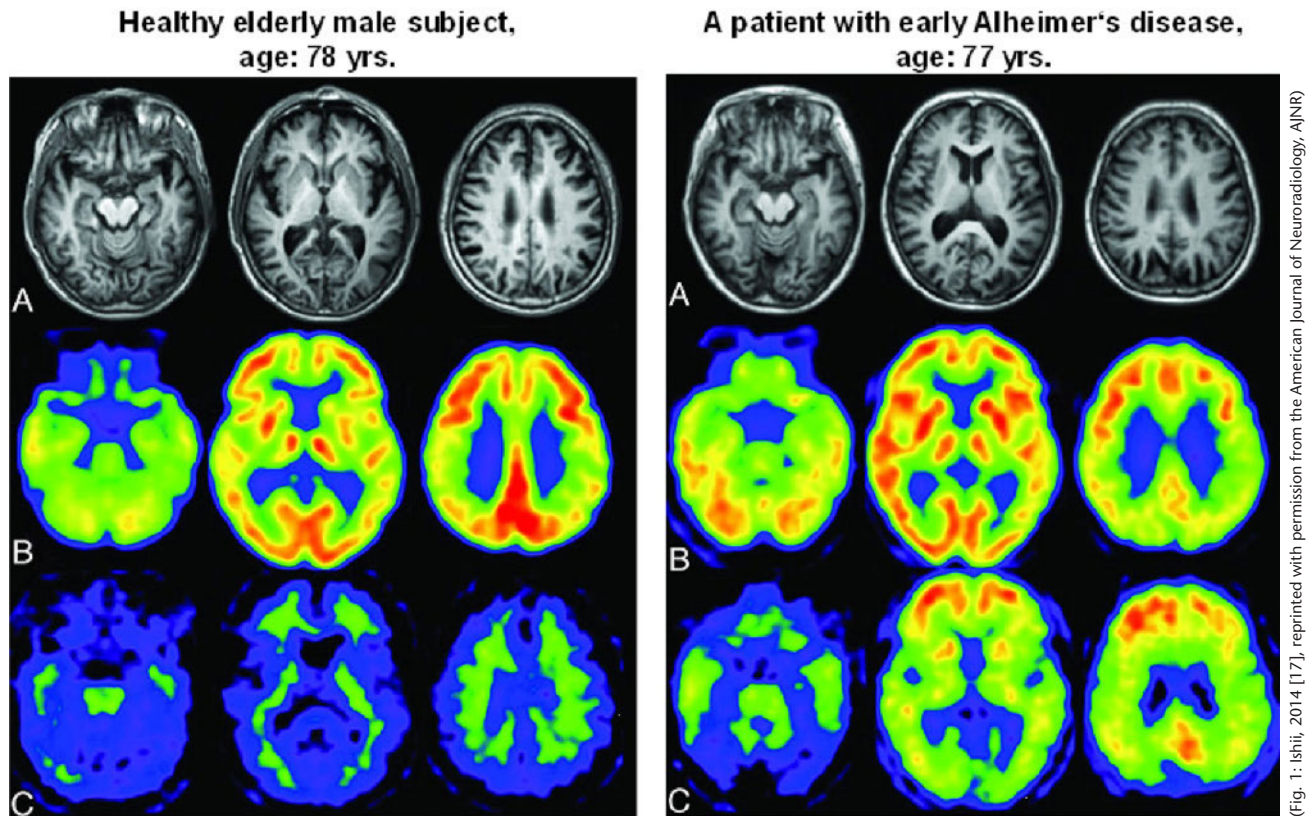 Healthy elderly male subject,
age: 78 yrs.
A
B
C
A patient with early Alheimer‘s disease,
age: 77 yrs.
A
B
C
(Fig. 1: Ishii, 2014 [17], reprinted with permission from the American Journal of Neuroradiology, AJNR)